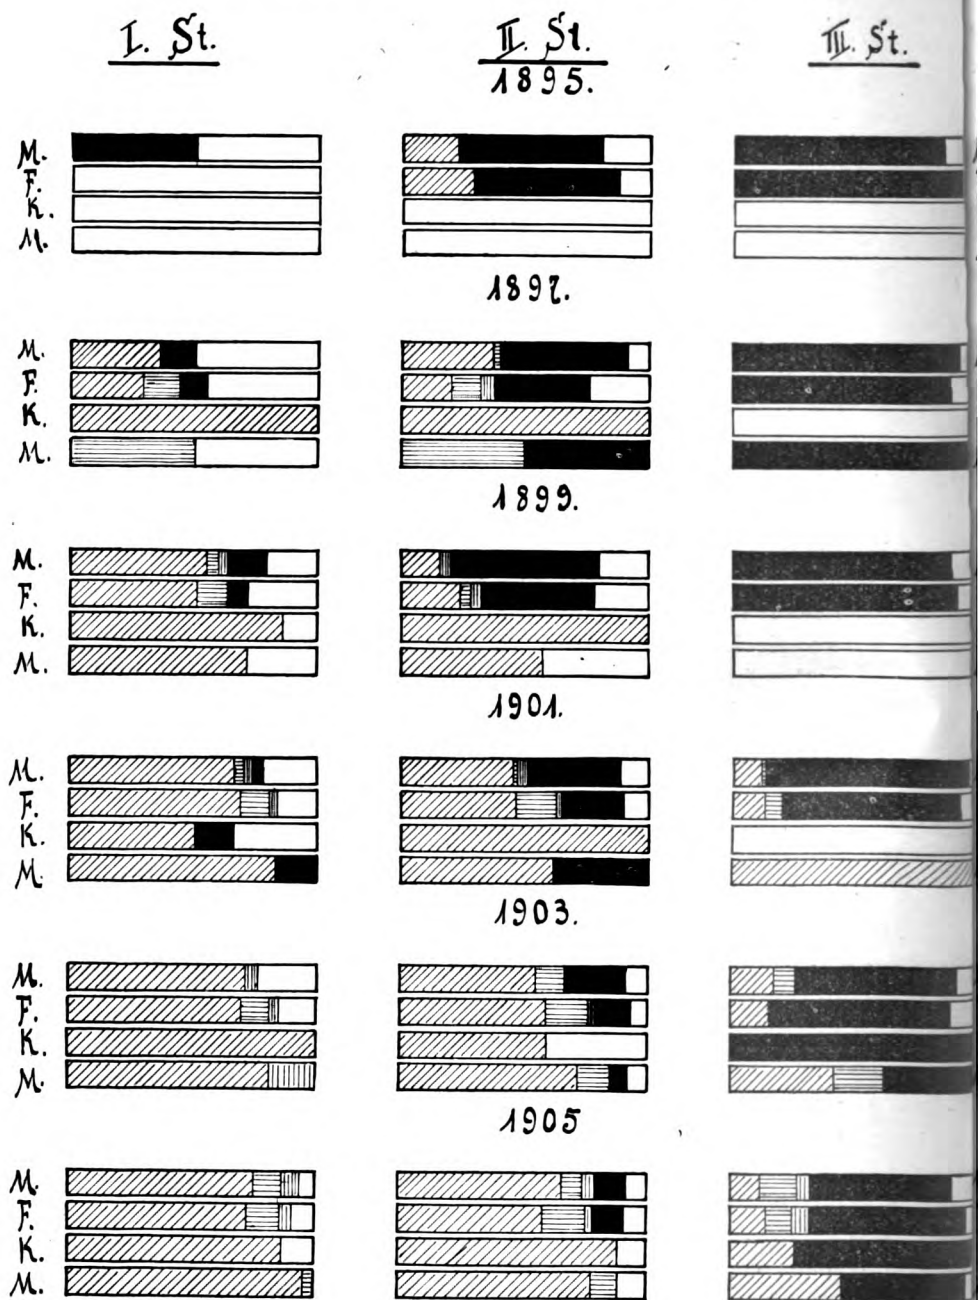 I. St. II. St. III. St.
1895.
M.
F.
K.
M.
1897.
M.
F.
K.
M.
1899.
M.
F.
K.
M.
1901.
M.
F.
K.
M.
1903.
M.
F.
K.
M.
1905
M.
F.
K.
M.